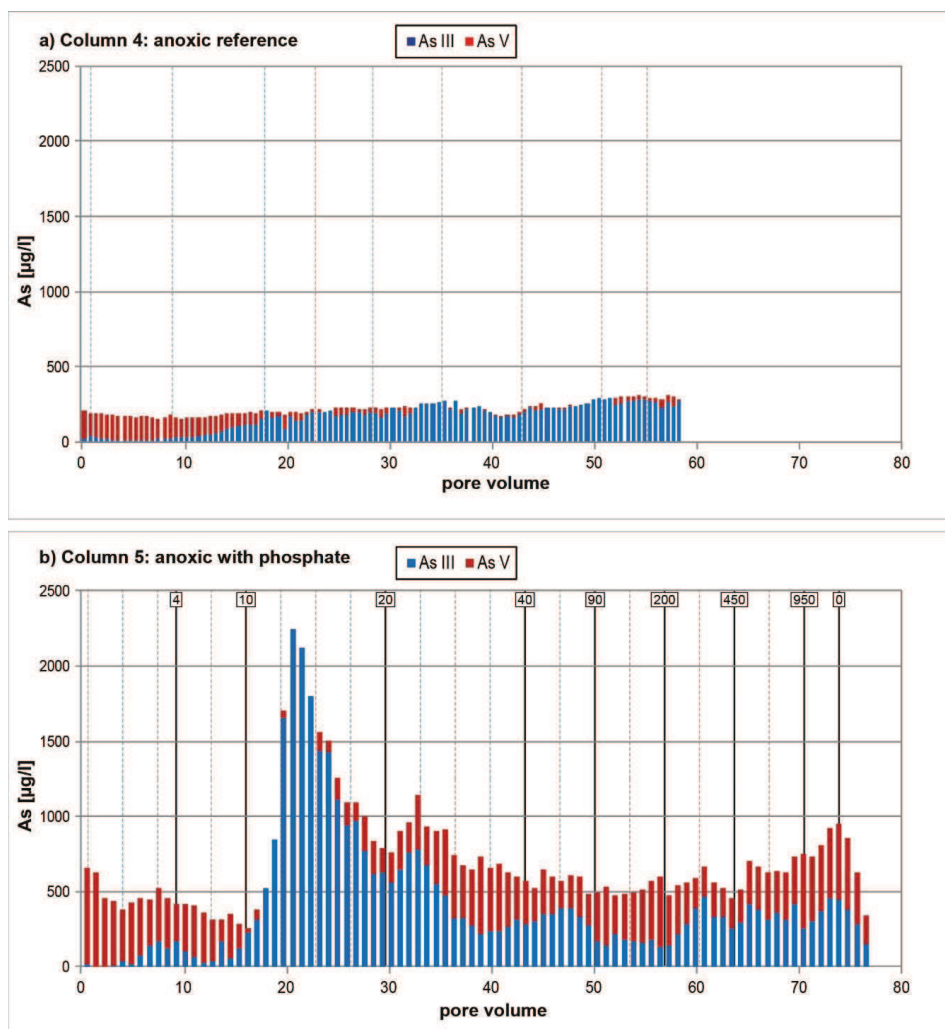 a) Column 4: anoxic reference
As III As V
2500
2000
1500
1000
500
0
As [µg/l]
0 10 20 30 40 50 60 70 80
pore volume
b) Column 5: anoxic with phosphate
As III As V
2500
2000
1500
1000
500
0
As [µg/l]
4 10 20 40 90 200 450 950 0
0 10 20 30 40 50 60 70 80
pore volume